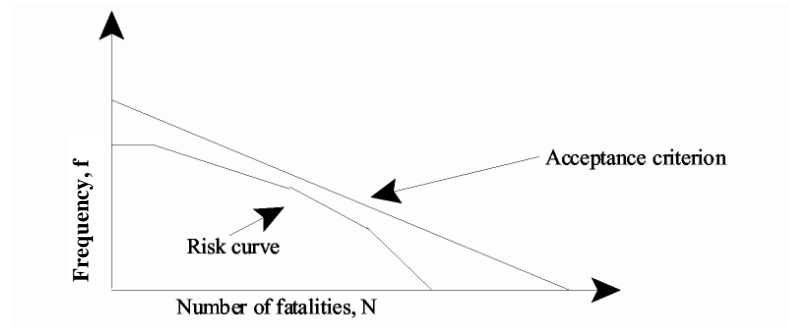 Acceptance criterion
Risk curve
Frequency, f
Number of fatalities, N